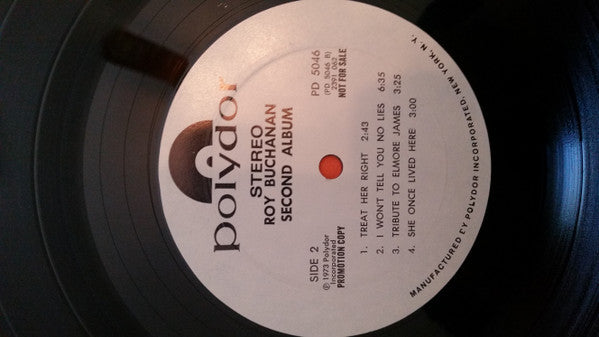 polydor
STEREO
ROY BUCHANAN
SECOND ALBUM
SIDE 2
℗ 1973 Polydor
Incorporated
PROMOTION COPY
PD 5046
(PD 5046 B)
2391 062
NOT FOR SALE
1. TREAT HER RIGHT 2:43
2. I WON'T TELL YOU NO LIES 6:35
3. TRIBUTE TO ELMORE JAMES 3:25
4. SHE ONCE LIVED HERE 3:00
MANUFACTURED BY POLYDOR INCORPORATED, NEW YORK, N.Y.